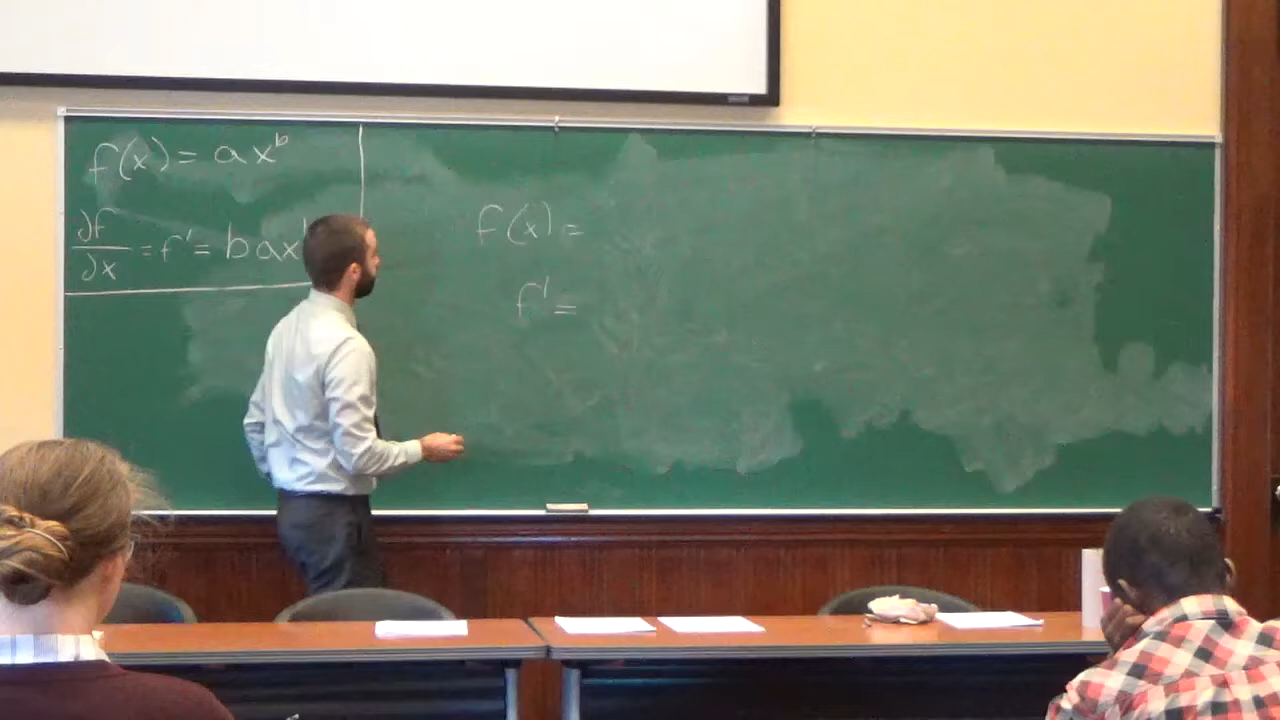 f(x) = ax^b
∂f/∂x = f' = bax
f(x) =
f' =